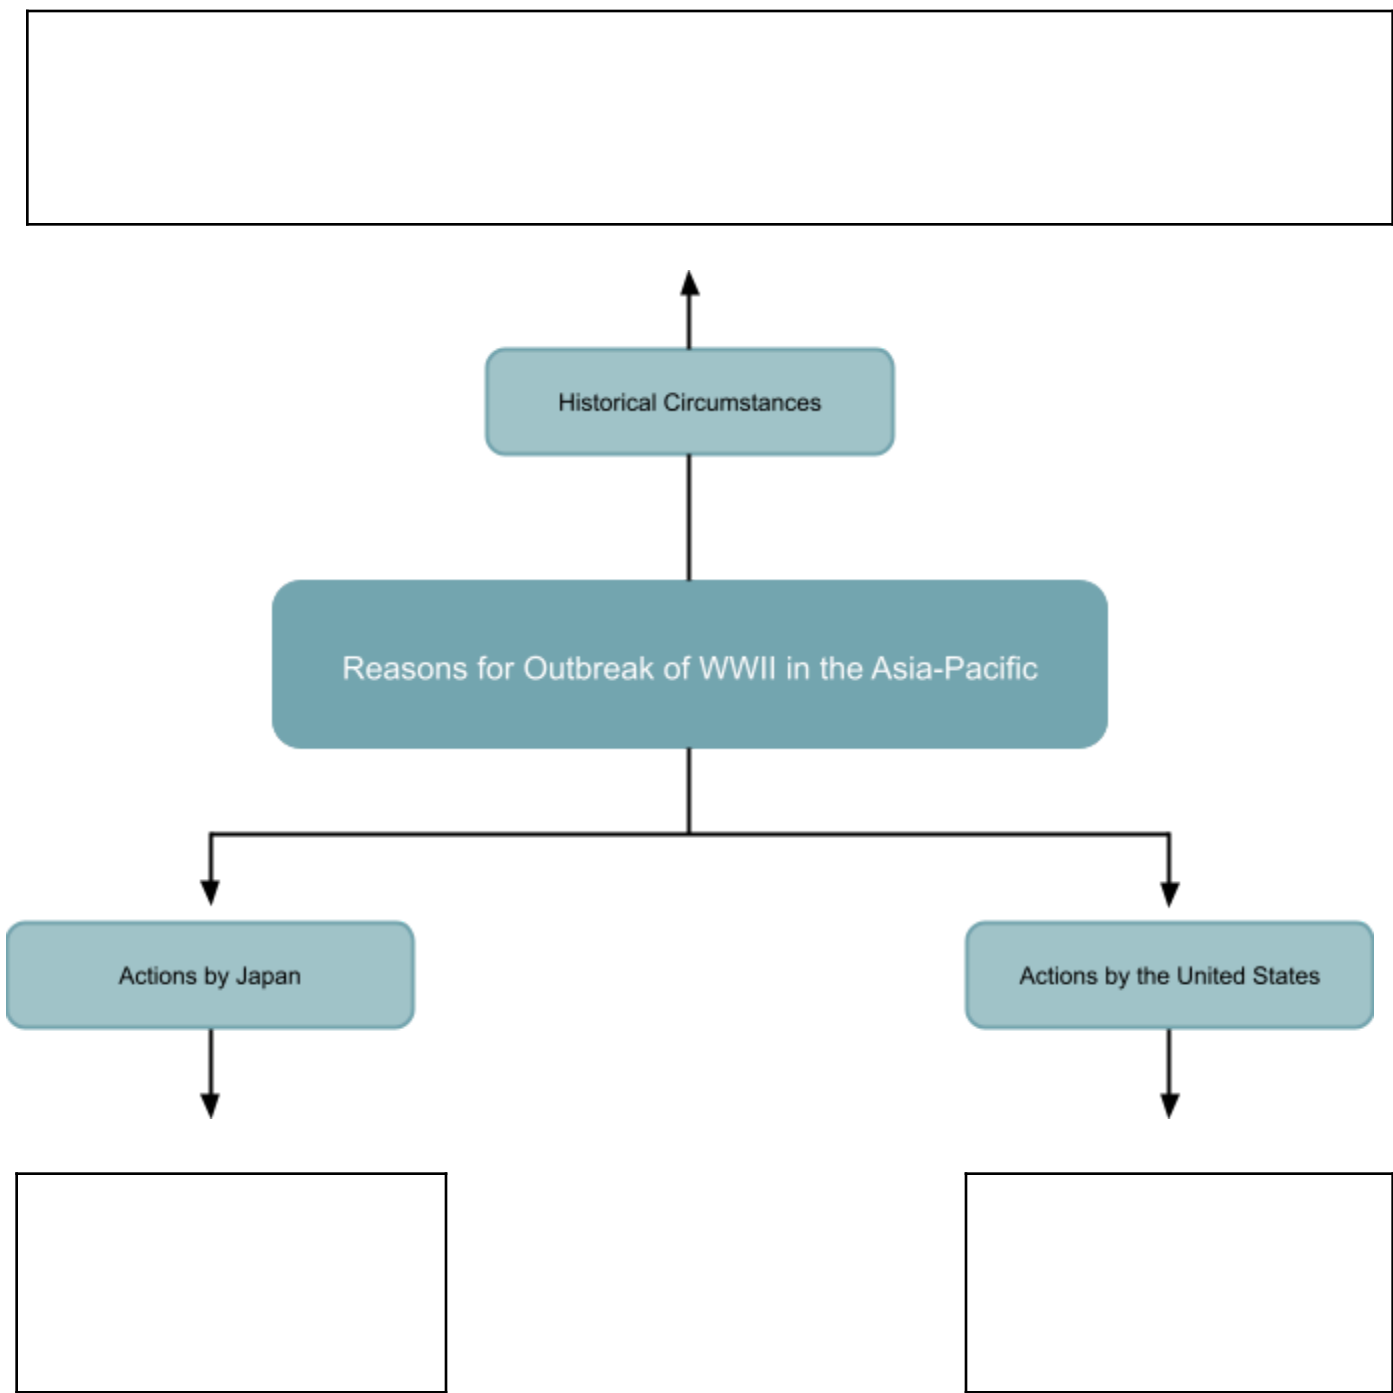 Historical Circumstances
Reasons for Outbreak of WWII in the Asia-Pacific
Actions by Japan
Actions by the United States